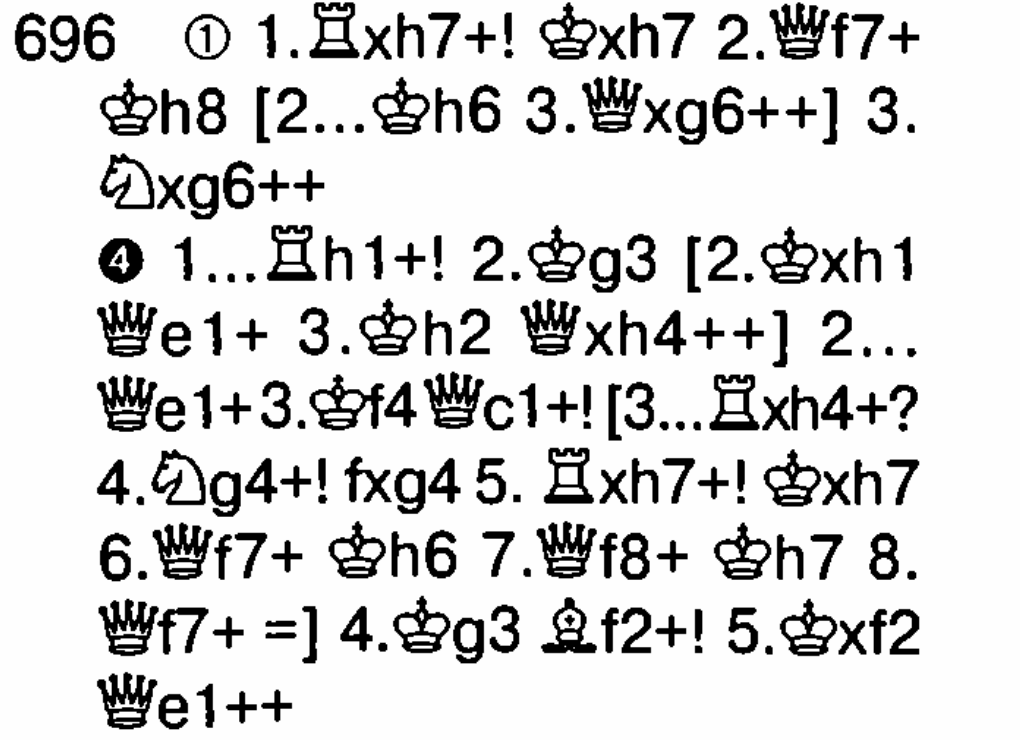 696 ① 1.♖xh7+! ♔xh7 2.♕f7+
♔h8 [2...♔h6 3.♕xg6++] 3.
♘xg6++
❹ 1...♖h1+! 2.♔g3 [2.♔xh1
♕e1+ 3.♔h2 ♕xh4++] 2...
♕e1+ 3.♔f4 ♕c1+! [3...♖xh4+?
4.♘g4+! fxg4 5. ♖xh7+! ♔xh7
6.♕f7+ ♔h6 7.♕f8+ ♔h7 8.
♕f7+ =] 4.♔g3 ♗f2+! 5.♔xf2
♕e1++